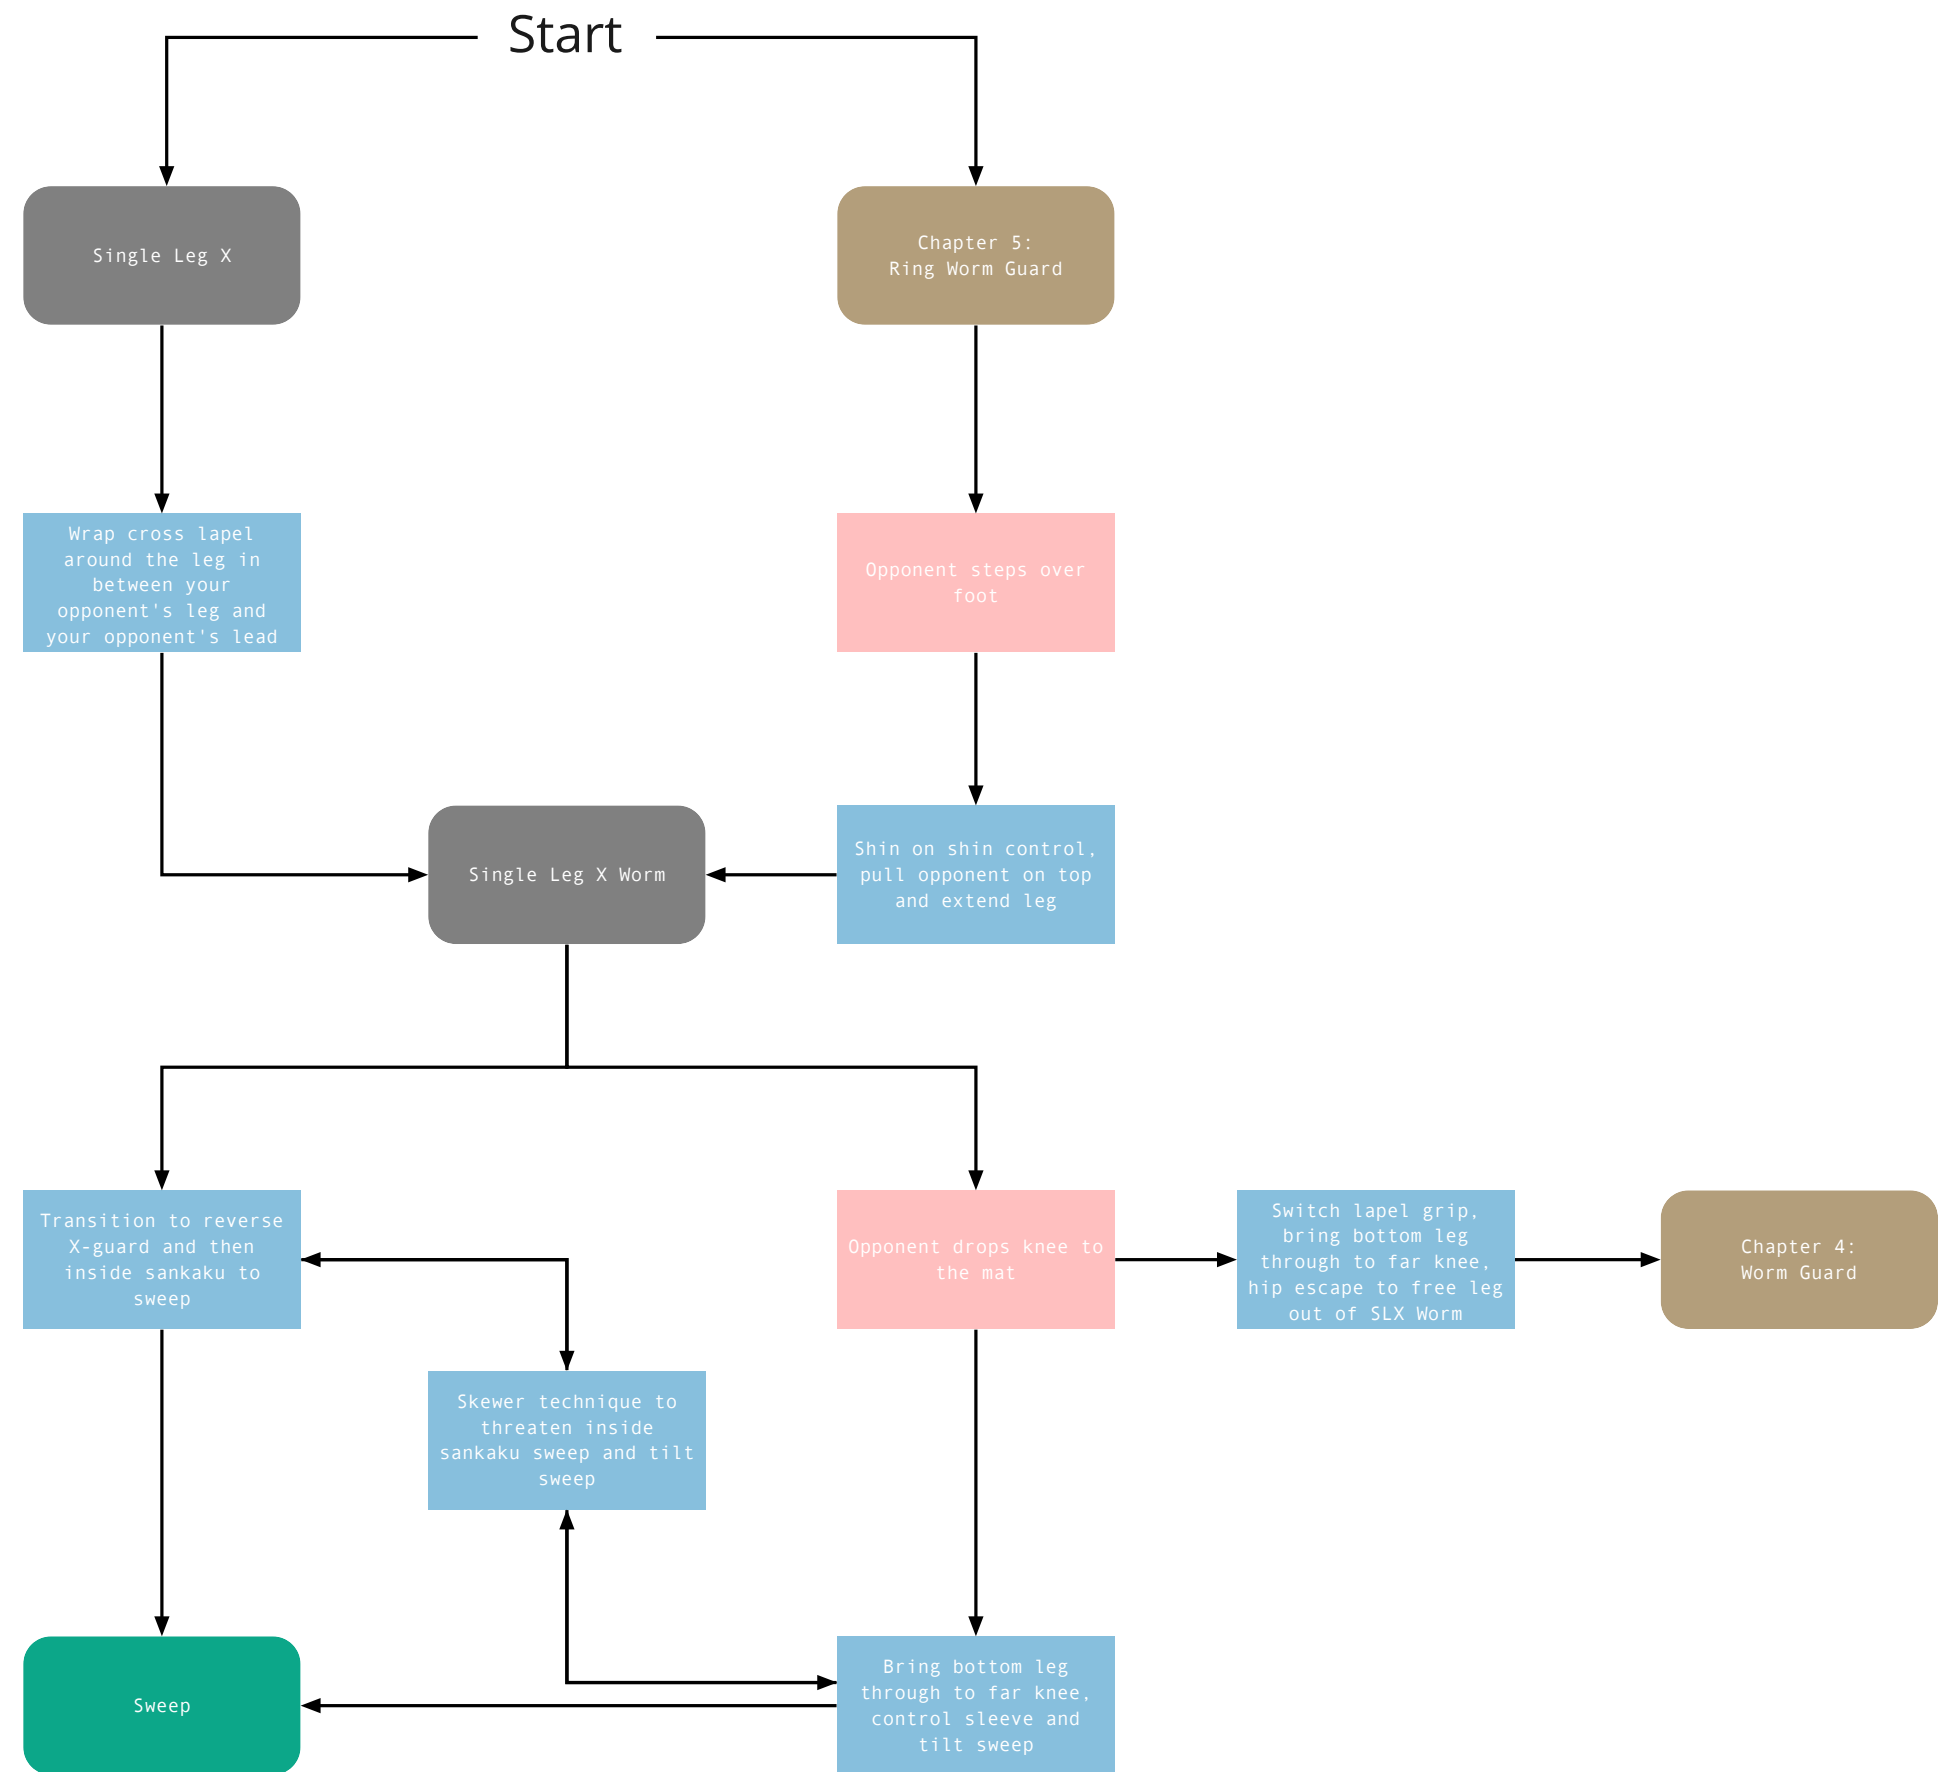 Start
Single Leg X
Chapter 5:
Ring Worm Guard
Wrap cross lapel
around the leg in
between your
opponent's leg and
your opponent's lead
Opponent steps over
foot
Single Leg X Worm
Shin on shin control,
pull opponent on top
and extend leg
Transition to reverse
X-guard and then
inside sankaku to
sweep
Opponent drops knee to
the mat
Switch lapel grip,
bring bottom leg
through to far knee,
hip escape to free leg
out of SLX Worm
Chapter 4:
Worm Guard
Skewer technique to
threaten inside
sankaku sweep and tilt
sweep
Sweep
Bring bottom leg
through to far knee,
control sleeve and
tilt sweep